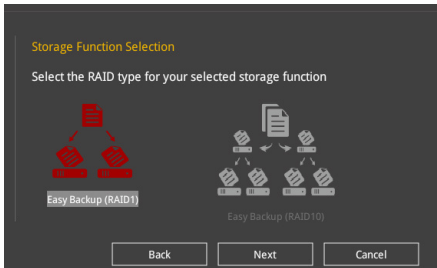 Storage Function Selection
Select the RAID type for your selected storage function
Easy Backup (RAID1)
Easy Backup (RAID10)
Back
Next
Cancel